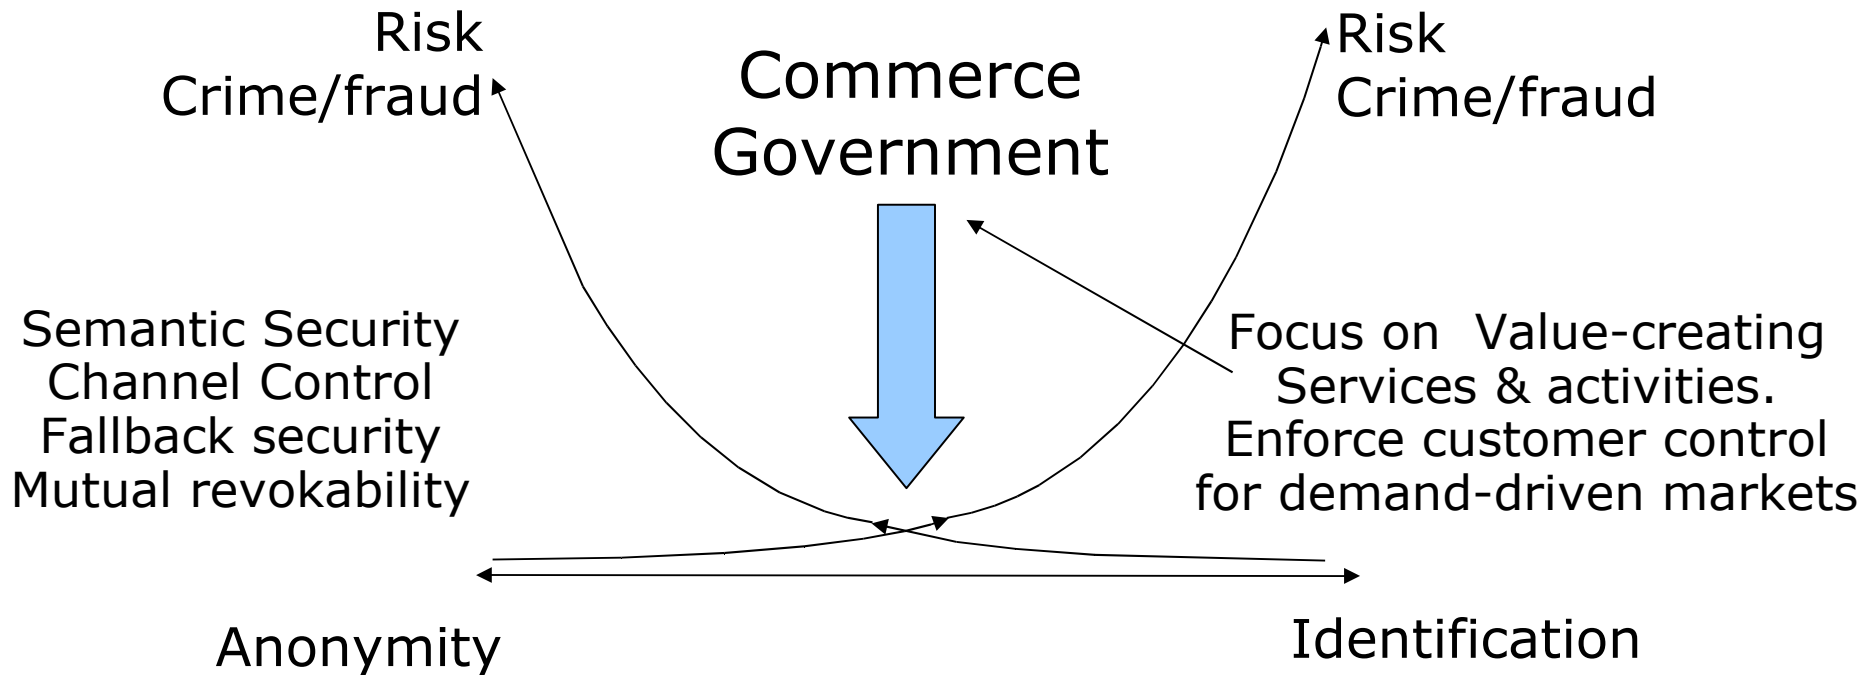 Risk
Crime/fraud
Commerce
Government
Risk
Crime/fraud
Semantic Security
Channel Control
Fallback security
Mutual revokability
Focus on  Value-creating
Services & activities.
Enforce customer control
for demand-driven markets
Anonymity
Identification